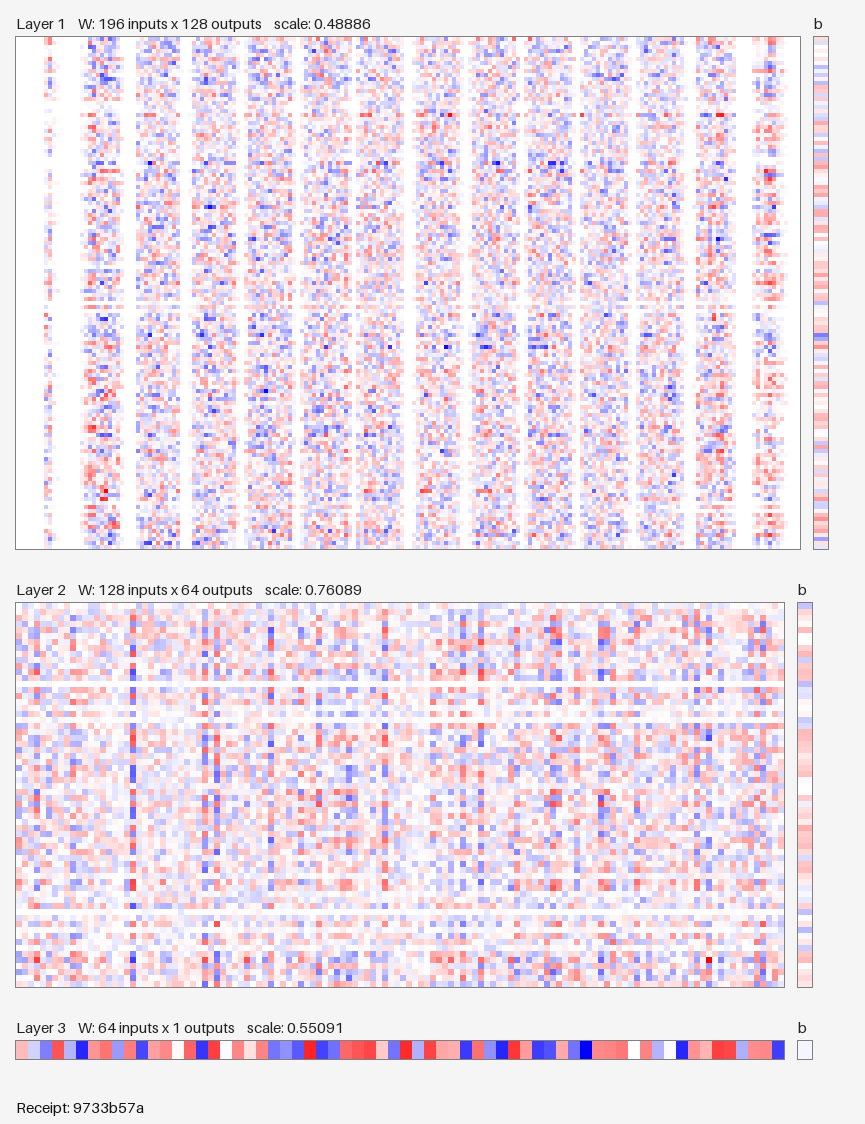 Layer 1 W: 196 inputs x 128 outputs scale: 0.48886 b
Layer 2 W: 128 inputs x 64 outputs scale: 0.76089 b
Layer 3 W: 64 inputs x 1 outputs scale: 0.55091 b
Receipt: 9733b57a